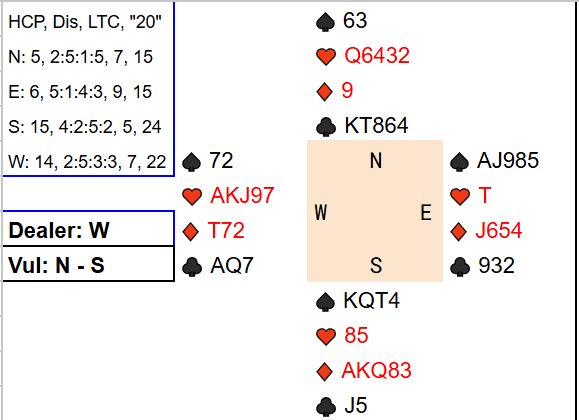 HCP, Dis, LTC, "20"
N: 5, 2:5:1:5, 7, 15
E: 6, 5:1:4:3, 9, 15
S: 15, 4:2:5:2, 5, 24
W: 14, 2:5:3:3, 7, 22
Dealer: W
Vul: N - S
♠ 63
♥ Q6432
♦ 9
♣ KT864
♠ 72
♥ AKJ97
♦ T72
♣ AQ7
N
W E
S
♠ AJ985
♥ T
♦ J654
♣ 932
♠ KQT4
♥ 85
♦ AKQ83
♣ J5